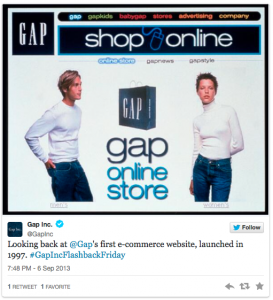 gap gapkids babygap stores advertising company
GAP
shop online
online store gapnews gapstyle
GAP
gap
online
store
Gap Inc.
@GapInc
Follow
Looking back at @Gap's first e-commerce website, launched in
1997. #GapIncFlashbackFriday
7:48 PM - 6 Sep 2013
1 RETWEET 1 FAVORITE